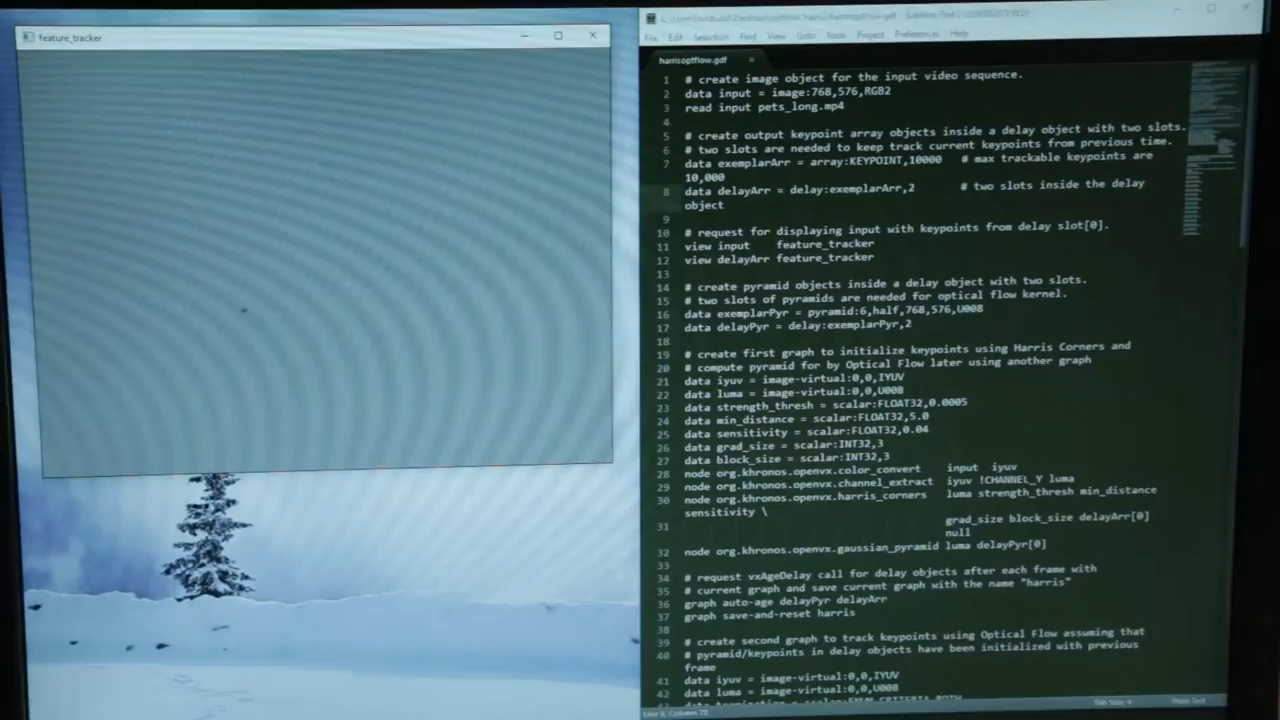 feature_tracker
File Edit Selection Find View Goto Tools Project Preferences Help
harrisoptflow.gdf
1 # create image object for the input video sequence.
2 data input = image:768,576,RGB2
3 read input pets_long.mp4
4
5 # create output keypoint array objects inside a delay object with two slots.
6 # two slots are needed to keep track current keypoints from previous time.
7 data exemplarArr = array:KEYPOINT,10000 # max trackable keypoints are
10,000
8 data delayArr = delay:exemplarArr,2 # two slots inside the delay
object
9
10 # request for displaying input with keypoints from delay slot[0].
11 view input feature_tracker
12 view delayArr feature_tracker
13
14 # create pyramid objects inside a delay object with two slots.
15 # two slots of pyramids are needed for optical flow kernel.
16 data exemplarPyr = pyramid:6,half,768,576,U008
17 data delayPyr = delay:exemplarPyr,2
18
19 # create first graph to initialize keypoints using Harris Corners and
20 # compute pyramid for by Optical Flow later using another graph
21 data iyuv = image-virtual:0,0,IYUV
22 data luma = image-virtual:0,0,U008
23 data strength_thresh = scalar:FLOAT32,0.0005
24 data min_distance = scalar:FLOAT32,5.0
25 data sensitivity = scalar:FLOAT32,0.04
26 data grad_size = scalar:INT32,3
27 data block_size = scalar:INT32,3
28 node org.khronos.openvx.color_convert input iyuv
29 node org.khronos.openvx.channel_extract iyuv !CHANNEL_Y luma
30 node org.khronos.openvx.harris_corners luma strength_thresh min_distance
sensitivity \
31 grad_size block_size delayArr[0]
null
32 node org.khronos.openvx.gaussian_pyramid luma delayPyr[0]
33
34 # request vxAgeDelay call for delay objects after each frame with
35 # current graph and save current graph with the name "harris"
36 graph auto-age delayPyr delayArr
37 graph save-and-reset harris
38
39 # create second graph to track keypoints using Optical Flow assuming that
40 # pyramid/keypoints in delay objects have been initialized with previous
frame
41 data iyuv = image-virtual:0,0,IYUV
42 data luma = image-virtual:0,0,U008